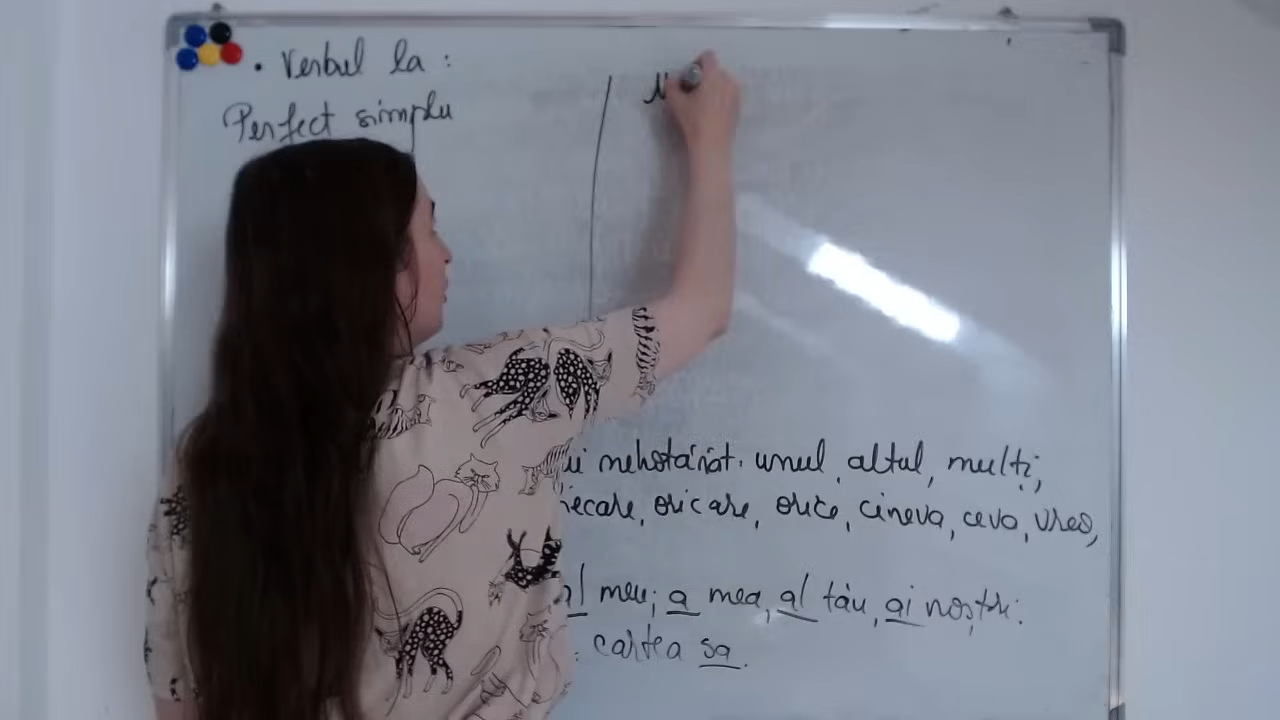 • Verbul la :
Perfect simplu
nehotărât. unul, altul, mulți,
oricare, orice, cineva, ceva, vreo,
meu; a mea, al tău, ai noștri.
: cartea sa.